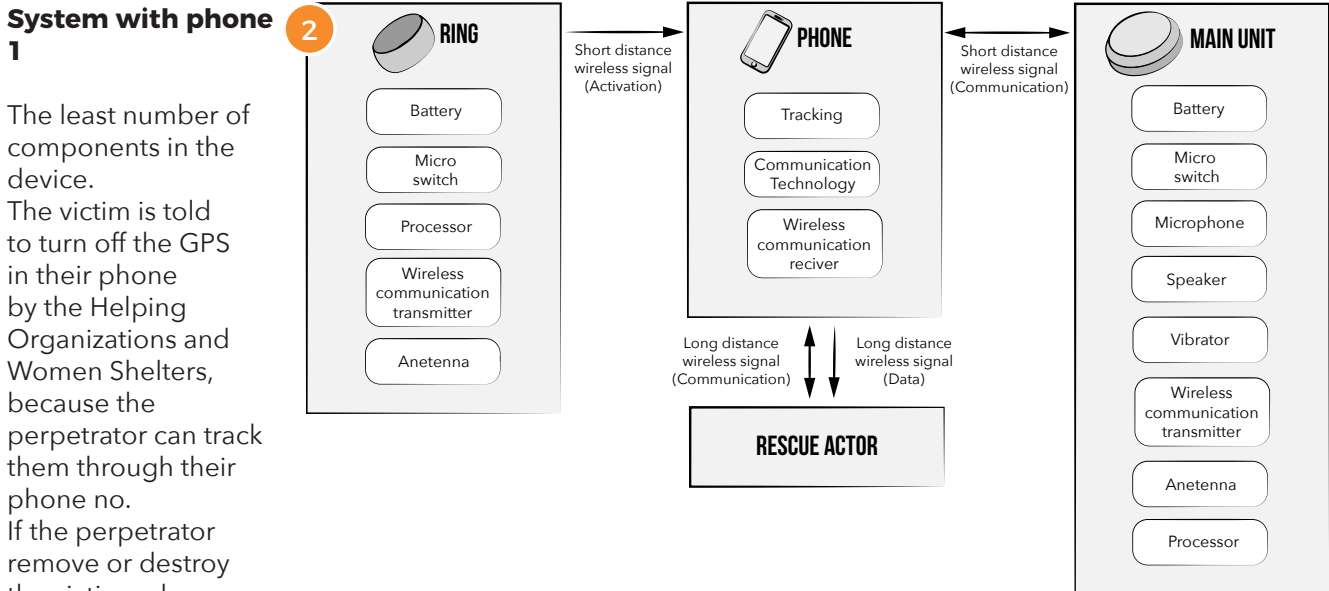 System with phone
1
The least number of
components in the
device.
The victim is told
to turn off the GPS
in their phone
by the Helping
Organizations and
Women Shelters,
because the
perpetrator can track
them through their
phone no.
If the perpetrator
remove or destroy
2
RING
Battery
Micro
switch
Processor
Wireless
communication
transmitter
Anetenna
Short distance
wireless signal
(Activation)
PHONE
Tracking
Communication
Technology
Wireless
communication
reciver
Short distance
wireless signal
(Communication)
Long distance
wireless signal
(Communication)
Long distance
wireless signal
(Data)
RESCUE ACTOR
MAIN UNIT
Battery
Micro
switch
Microphone
Speaker
Vibrator
Wireless
communication
transmitter
Anetenna
Processor